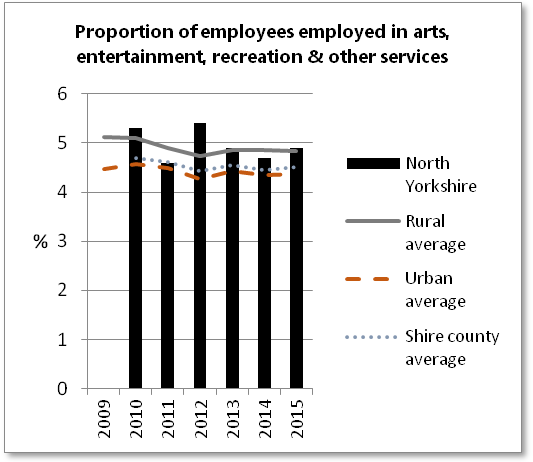 Proportion of employees employed in arts,
entertainment, recreation & other services
6
5
4
% 3
2
1
0
2009
2010
2011
2012
2013
2014
2015
North
Yorkshire
Rural
average
Urban
average
Shire county
average